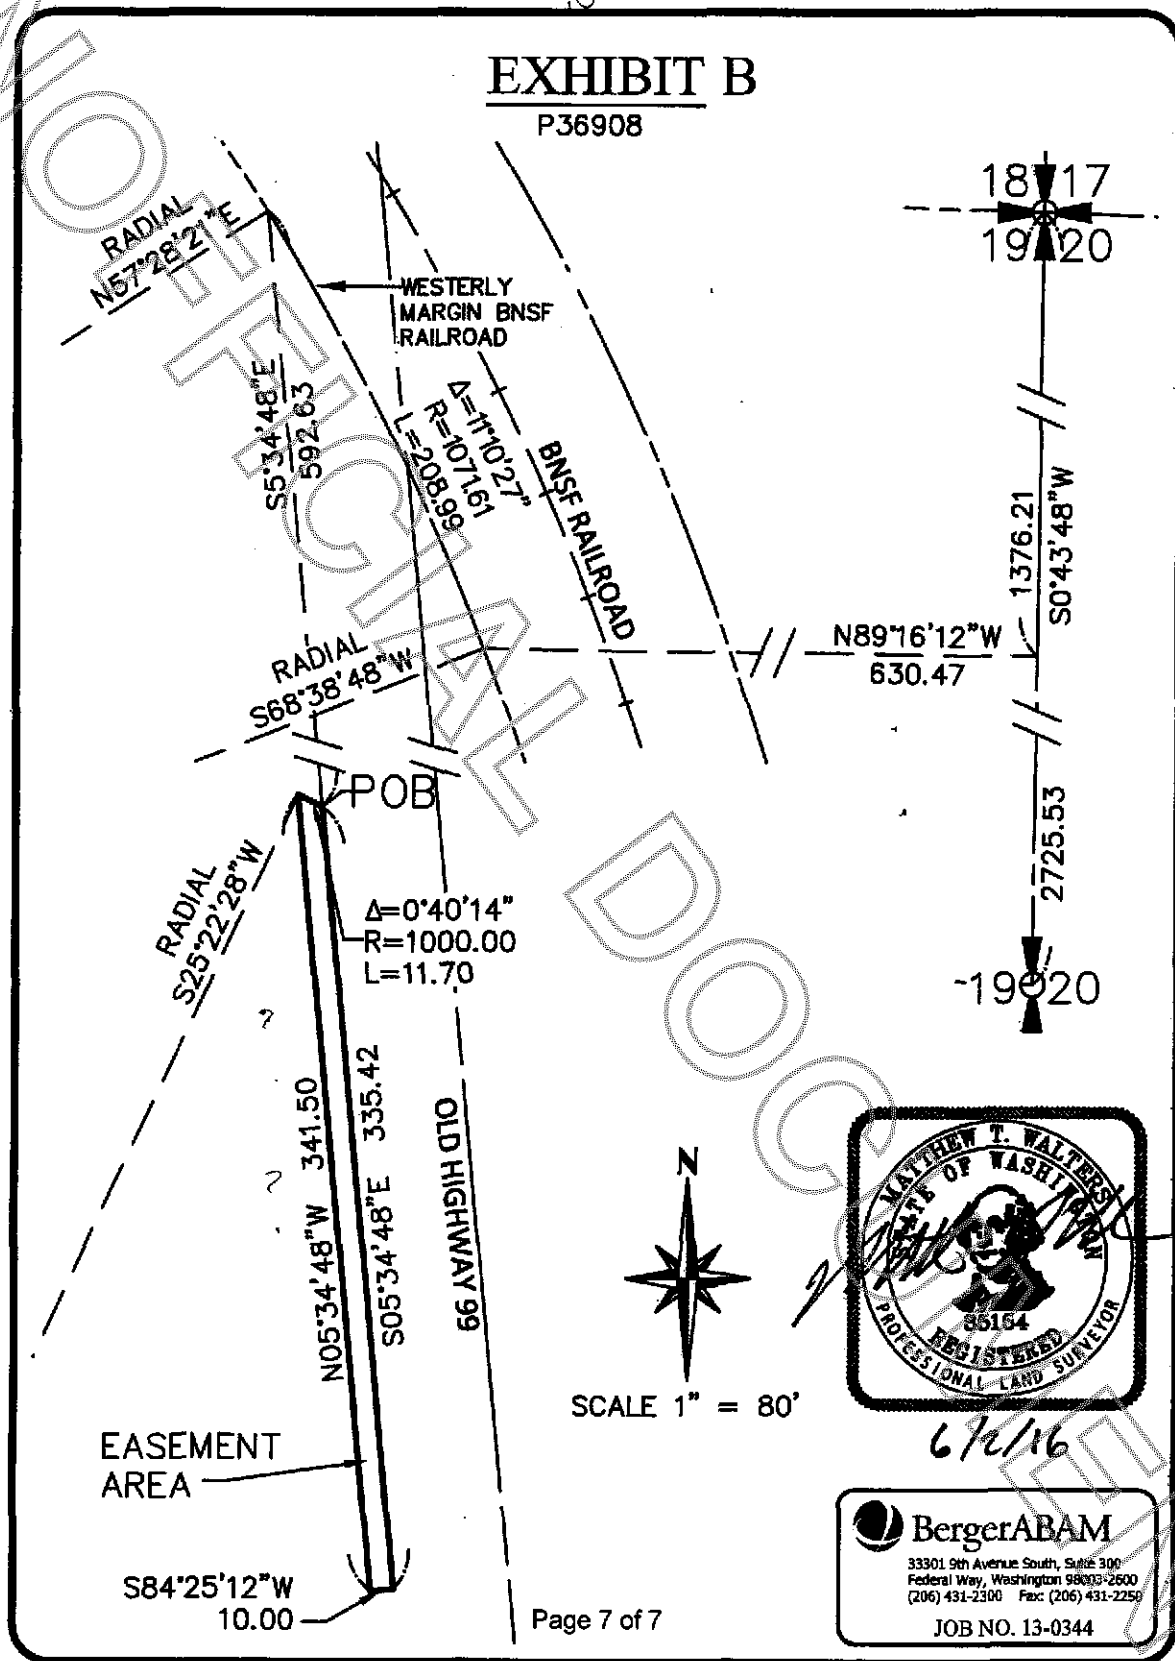 EXHIBIT B
P36908
RADIAL
N57°28'21"E
WESTERLY
MARGIN BNSF
RAILROAD
18 17
19 20
S5°34'48"E
592.63
Δ=11°10'27"
R=1071.61
L=208.99
BNSF RAILROAD
1376.21
S0°43'48"W
N89°16'12"W
630.47
RADIAL
S68°38'48"W
POB
2725.53
RADIAL
S25°22'28"W
Δ=0°40'14"
R=1000.00
L=11.70
19 20
N05°34'48"W 341.50
S05°34'48"E 335.42
OLD HIGHWAY 99
N
SCALE 1" = 80'
MATTHEW T. WALTERS
STATE OF WASHINGTON
35154
REGISTERED
PROFESSIONAL LAND SURVEYOR
6/2/16
EASEMENT
AREA
S84°25'12"W
10.00
Page 7 of 7
BergerABAM
33301 9th Avenue South, Suite 300
Federal Way, Washington 98003-2600
(206) 431-2300 Fax: (206) 431-2250
JOB NO. 13-0344
UNOFFICIAL DOCUMENT